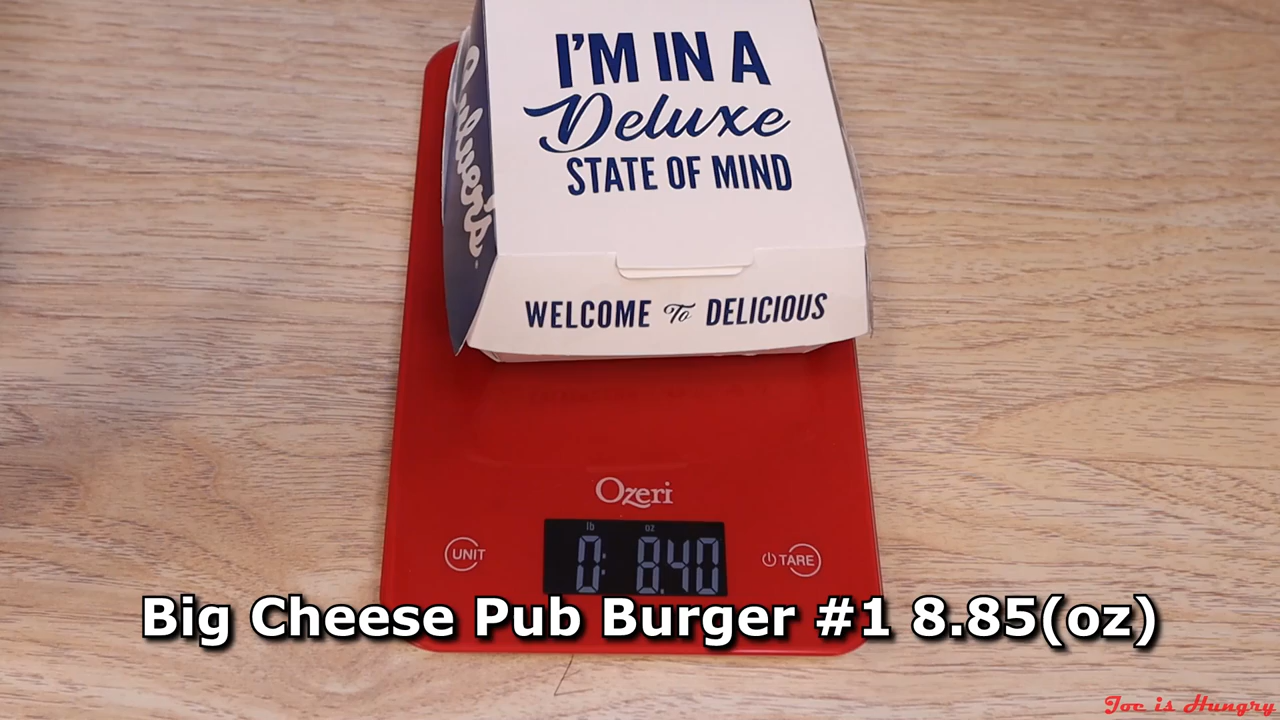 I'M IN A
Deluxe
STATE OF MIND
Culver's
WELCOME To DELICIOUS
Ozeri
lb oz
UNIT 0: 8.40 TARE
Big Cheese Pub Burger #1 8.85(oz)
Joe is Hungry